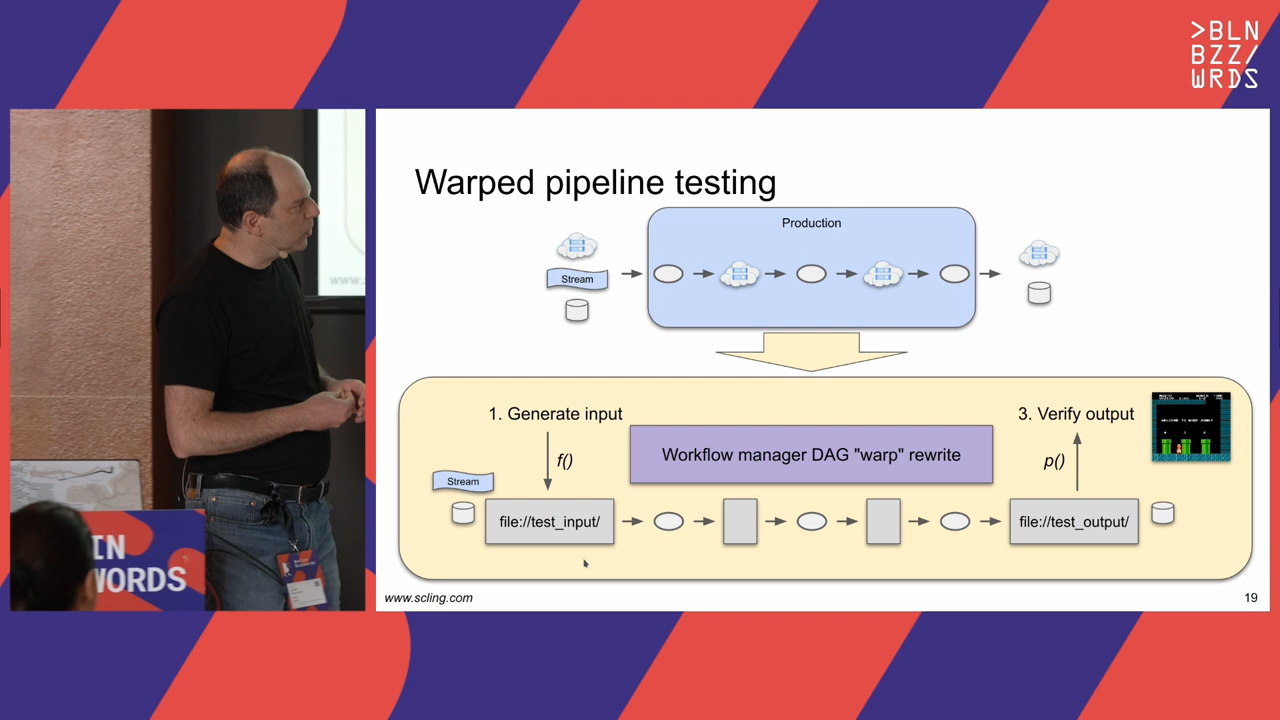 >BLN
BZZ/
WRDS
Warped pipeline testing
Production
Stream
1. Generate input
3. Verify output
Workflow manager DAG "warp" rewrite
f()
p()
Stream
file://test_input/
file://test_output/
www.scling.com
19
WORDS